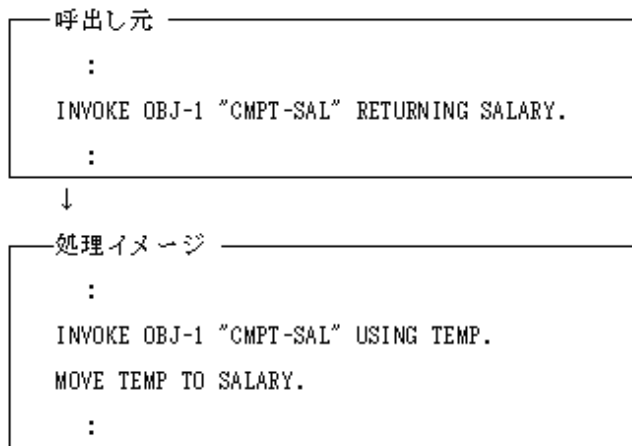 呼出し元
:
INVOKE OBJ-1 "CMPT-SAL" RETURNING SALARY.
:
↓
処理イメージ
:
INVOKE OBJ-1 "CMPT-SAL" USING TEMP.
MOVE TEMP TO SALARY.
: